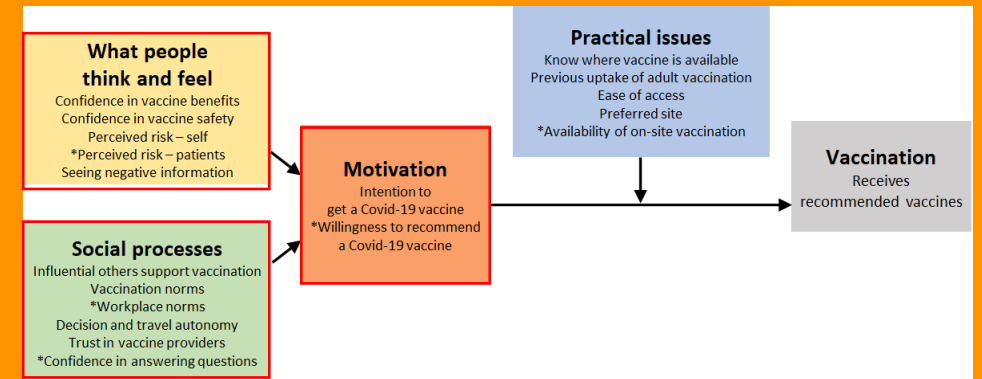 What people
think and feel
Confidence in vaccine benefits
Confidence in vaccine safety
Perceived risk – self
*Perceived risk – patients
Seeing negative information
Social processes
Influential others support vaccination
Vaccination norms
*Workplace norms
Decision and travel autonomy
Trust in vaccine providers
*Confidence in answering questions
Motivation
Intention to
get a Covid-19 vaccine
*Willingness to recommend
a Covid-19 vaccine
Practical issues
Know where vaccine is available
Previous uptake of adult vaccination
Ease of access
Preferred site
*Availability of on-site vaccination
Vaccination
Receives
recommended vaccines